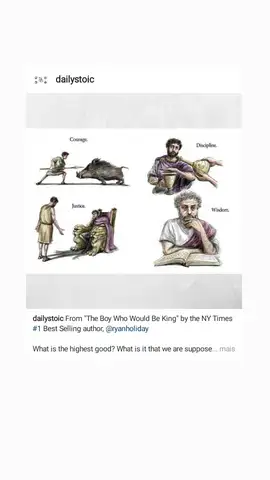 dailystoic
Courage.
Discipline.
Justice.
Wisdom.
dailystoic From "The Boy Who Would Be King" by the NY Times
#1 Best Selling author, @ryanholiday
What is the highest good? What is it that we are suppose... mais